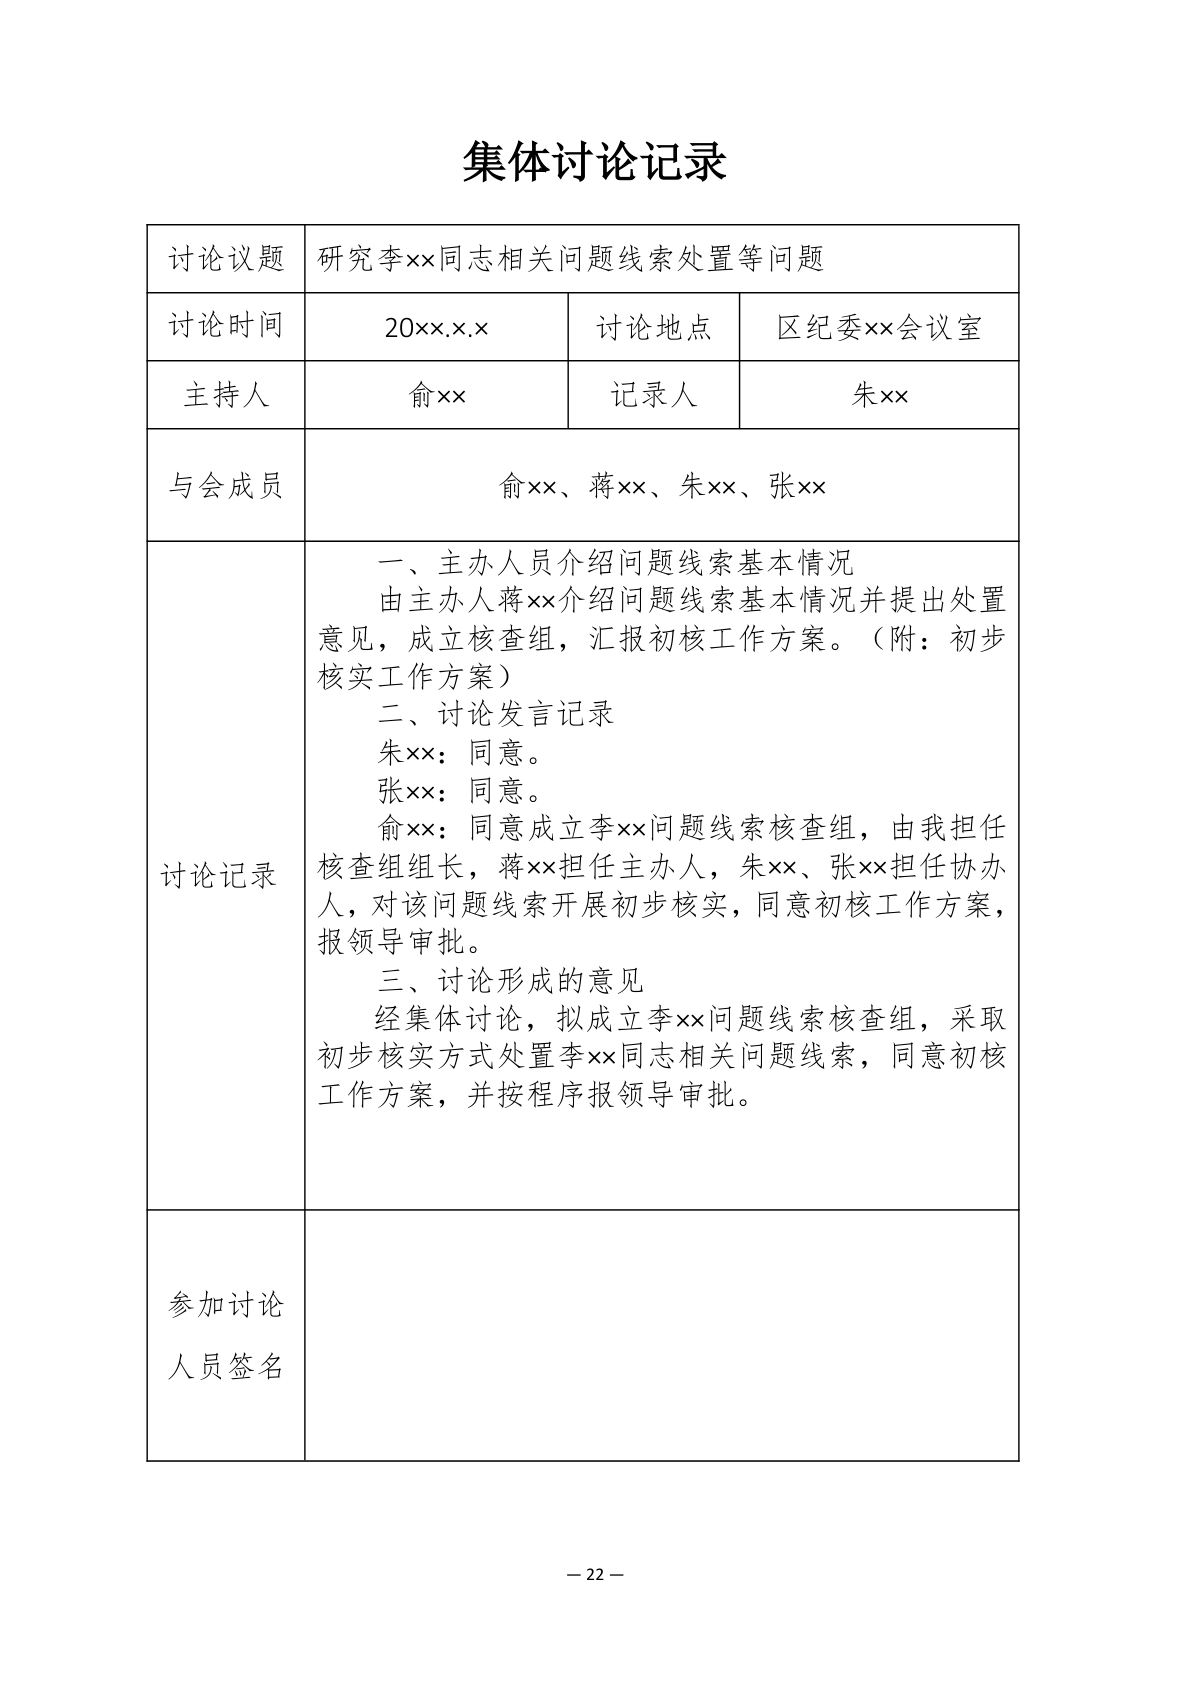 集体讨论记录
讨论议题 研究李××同志相关问题线索处置等问题
讨论时间 20××.×.× 讨论地点 区纪委××会议室
主持人 俞×× 记录人 朱××
与会成员 俞××、蒋××、朱××、张××
讨论记录
一、主办人员介绍问题线索基本情况
由主办人蒋××介绍问题线索基本情况并提出处置
意见，成立核查组，汇报初核工作方案。（附：初步
核实工作方案）
二、讨论发言记录
朱××：同意。
张××：同意。
俞××：同意成立李××问题线索核查组，由我担任
核查组组长，蒋××担任主办人，朱××、张××担任协办
人，对该问题线索开展初步核实，同意初核工作方案，
报领导审批。
三、讨论形成的意见
经集体讨论，拟成立李××问题线索核查组，采取
初步核实方式处置李××同志相关问题线索，同意初核
工作方案，并按程序报领导审批。
参加讨论
人员签名
— 22 —